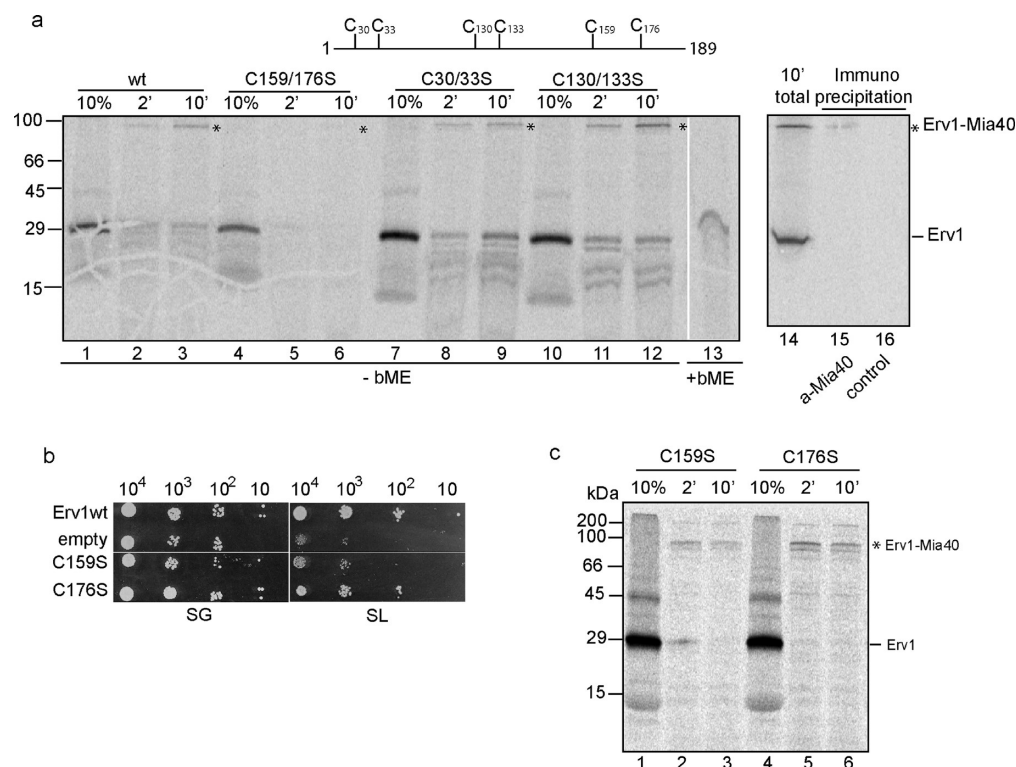 a
C30 C33 C130 C133 C159 C176
1 189
wt C159/176S C30/33S C130/133S
10% 2' 10' 10% 2' 10' 10% 2' 10' 10% 2' 10'
10' total Immuno precipitation
100
66
45
29
15
* * * *
* Erv1-Mia40
Erv1
1 2 3 4 5 6 7 8 9 10 11 12 13
- bME +bME
14 15 16
a-Mia40
control
b
10⁴ 10³ 10² 10 10⁴ 10³ 10² 10
Erv1wt
empty
C159S
C176S
SG SL
c
C159S C176S
kDa 10% 2' 10' 10% 2' 10'
200
100
66
45
29
15
* Erv1-Mia40
Erv1
1 2 3 4 5 6